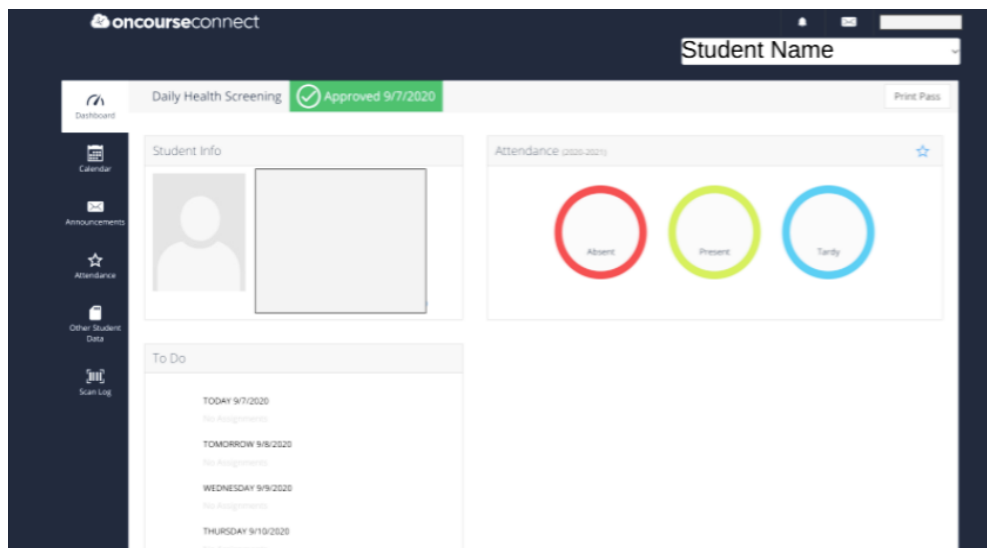 oncourseconnect
Student Name
Daily Health Screening
Approved 9/7/2020
Print Pass
Dashboard
Calendar
Announcements
Attendance
Other Student
Data
Scan Log
Student Info
Attendance (2020-2021)
Absent
Present
Tardy
To Do
TODAY 9/7/2020
No Assignments
TOMORROW 9/8/2020
No Assignments
WEDNESDAY 9/9/2020
No Assignments
THURSDAY 9/10/2020